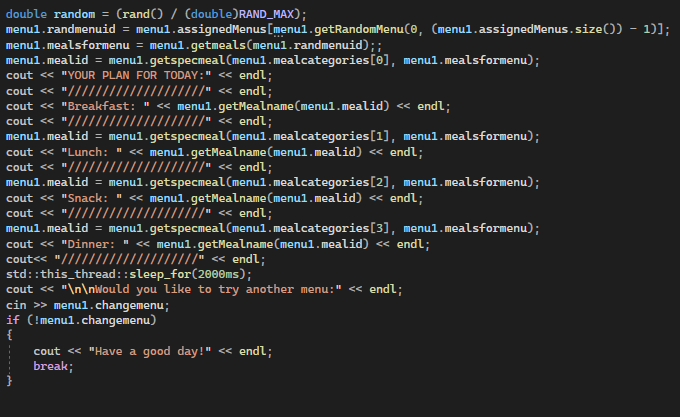 double random = (rand() / (double)RAND_MAX);
menu1.randmenuid = menu1.assignedMenus[menu1.getRandomMenu(0, (menu1.assignedMenus.size()) - 1)];
menu1.mealsformenu = menu1.getmeals(menu1.randmenuid);;
menu1.mealid = menu1.getspecmeal(menu1.mealcategories[0], menu1.mealsformenu);
cout << "YOUR PLAN FOR TODAY:" << endl;
cout << "////////////////////" << endl;
cout << "Breakfast: " << menu1.getMealname(menu1.mealid) << endl;
cout << "////////////////////" << endl;
menu1.mealid = menu1.getspecmeal(menu1.mealcategories[1], menu1.mealsformenu);
cout << "Lunch: " << menu1.getMealname(menu1.mealid) << endl;
cout << "////////////////////" << endl;
menu1.mealid = menu1.getspecmeal(menu1.mealcategories[2], menu1.mealsformenu);
cout << "Snack: " << menu1.getMealname(menu1.mealid) << endl;
cout << "////////////////////" << endl;
menu1.mealid = menu1.getspecmeal(menu1.mealcategories[3], menu1.mealsformenu);
cout << "Dinner: " << menu1.getMealname(menu1.mealid) << endl;
cout<< "////////////////////" << endl;
std::this_thread::sleep_for(2000ms);
cout << "\n\nWould you like to try another menu:" << endl;
cin >> menu1.changemenu;
if (!menu1.changemenu)
{
    cout << "Have a good day!" << endl;
    break;
}